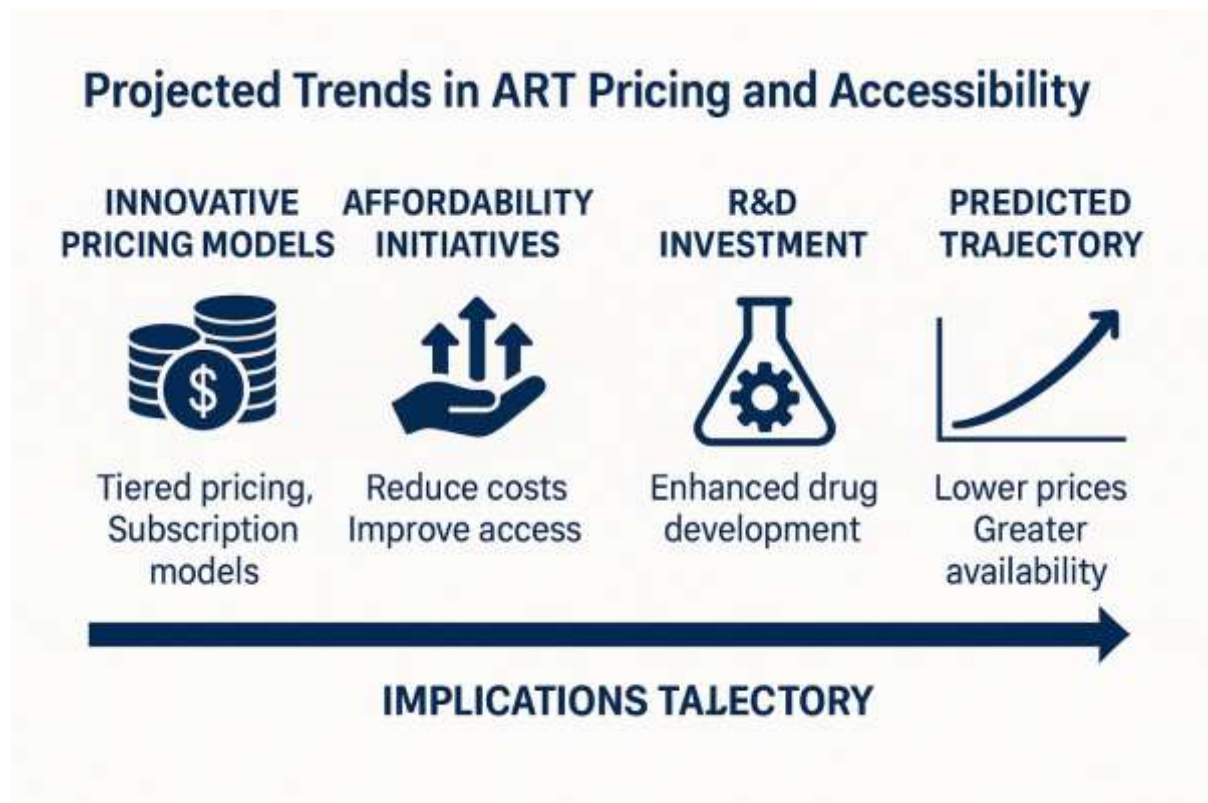 Projected Trends in ART Pricing and Accessibility
INNOVATIVE
PRICING MODELS
$
Tiered pricing,
Subscription
models
AFFORDABILITY
INITIATIVES
Reduce costs
Improve access
R&D
INVESTMENT
Enhanced drug
development
PREDICTED
TRAJECTORY
Lower prices
Greater
availability
IMPLICATIONS TALECTORY